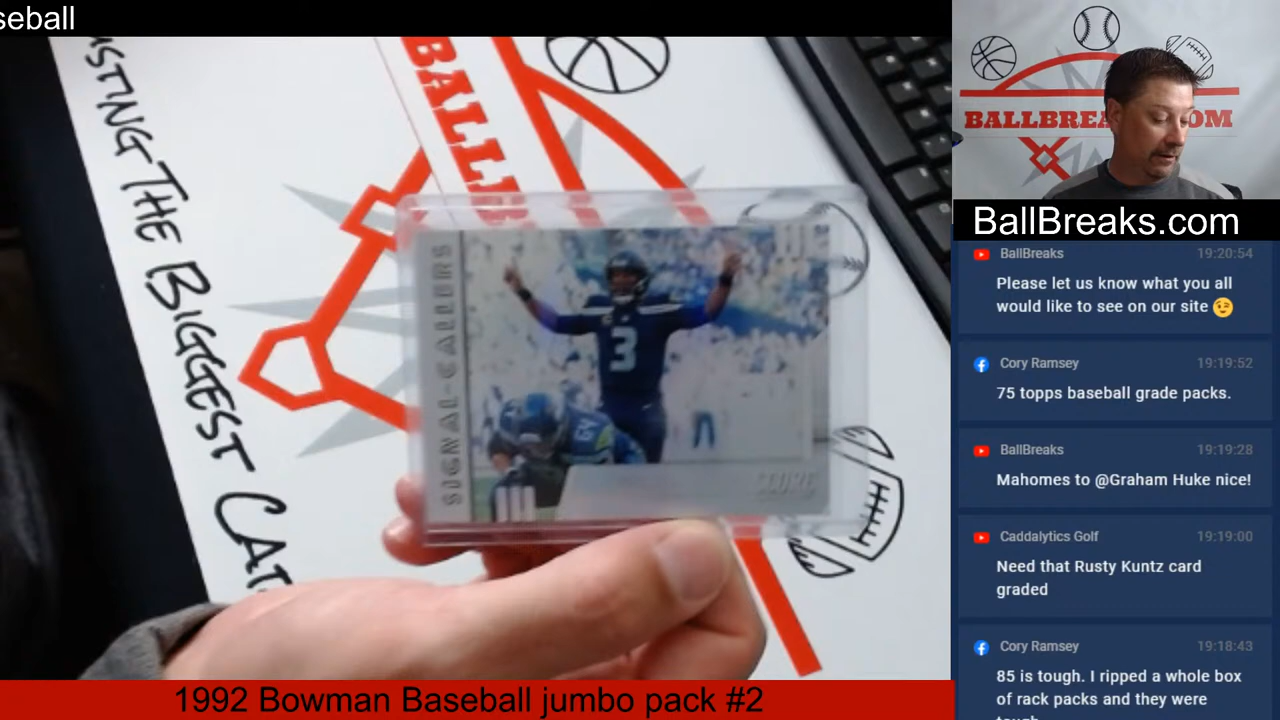 seball
STING THE BIGGEST CA
BALLB
SIGNAL-CALLERS
3
64
SCORE
BALLBREA OM
BallBreaks.com
BallBreaks 19:20:54
Please let us know what you all
would like to see on our site 😉
Cory Ramsey 19:19:52
75 topps baseball grade packs.
BallBreaks 19:19:28
Mahomes to @Graham Huke nice!
Caddalytics Golf 19:19:00
Need that Rusty Kuntz card
graded
Cory Ramsey 19:18:43
85 is tough. I ripped a whole box
of rack packs and they were
tough
1992 Bowman Baseball jumbo pack #2